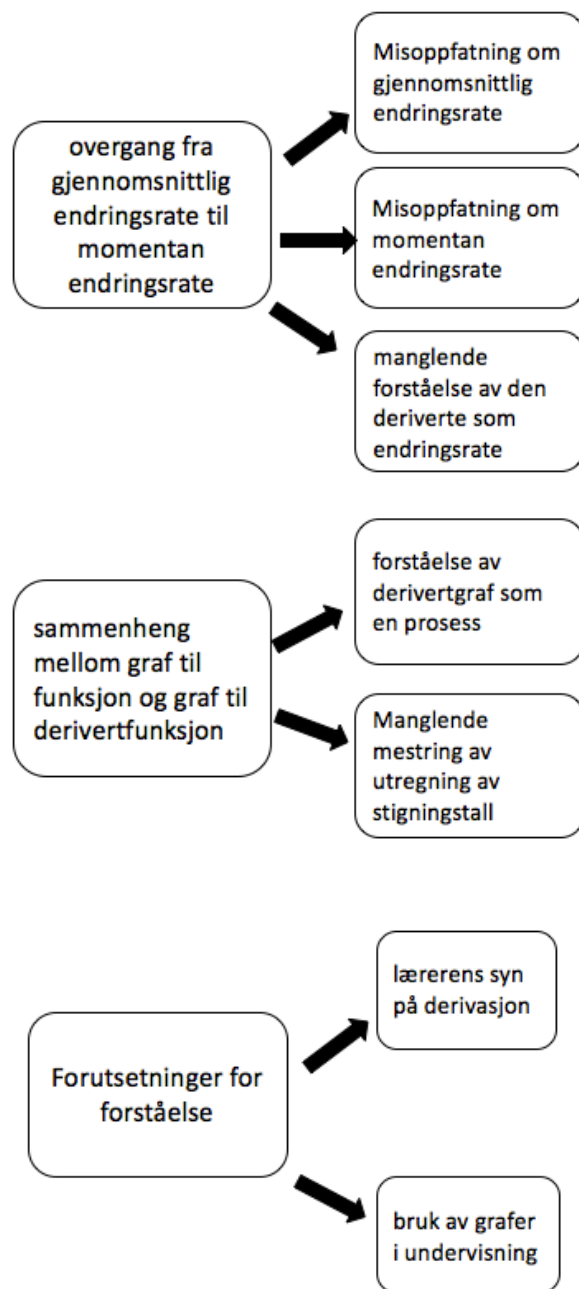 overgang fra
gjennomsnittlig
endringsrate til
momentan
endringsrate
Misoppfatning om
gjennomsnittlig
endringsrate
Misoppfatning om
momentan
endringsrate
manglende
forståelse av den
deriverte som
endringsrate
sammenheng
mellom graf til
funksjon og graf til
derivertfunksjon
forståelse av
derivertgraf som
en prosess
Manglende
mestring av
utregning av
stigningstall
Forutsetninger for
forståelse
lærerens syn
på derivasjon
bruk av grafer
i undervisning